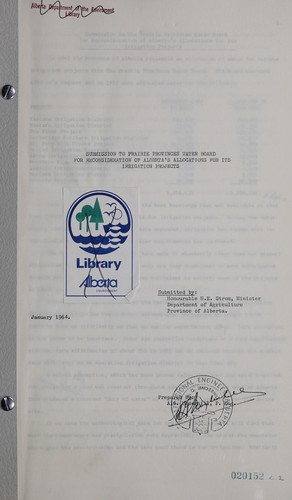 Alberta Department of the Environment
Library
SUBMISSION TO PRAIRIE PROVINCES WATER BOARD
FOR RECONSIDERATION OF ALBERTA'S ALLOCATIONS FOR ITS
IRRIGATION PROJECTS
Library
Alberta
ENVIRONMENT
Submitted by:
Honourable H.E. Strom, Minister
Department of Agriculture
Province of Alberta.
January 1964.
Prepared by:
020152